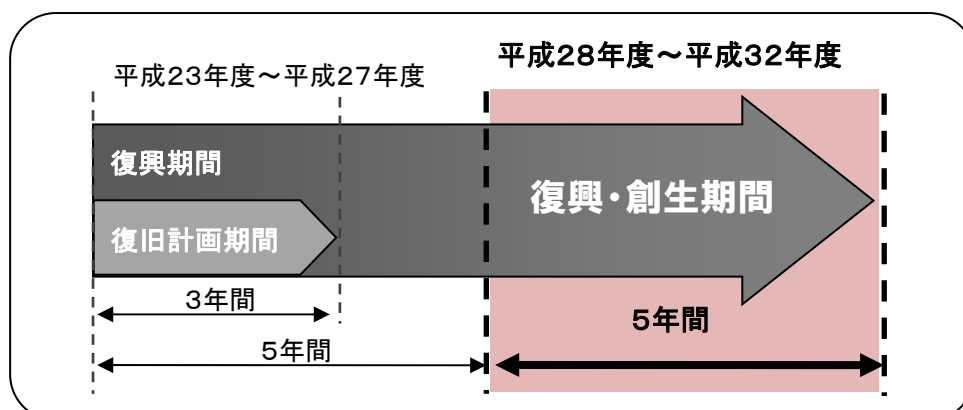 平成28年度～平成32年度
平成23年度～平成27年度
復興期間
復興・創生期間
復旧計画期間
3年間
5年間
5年間